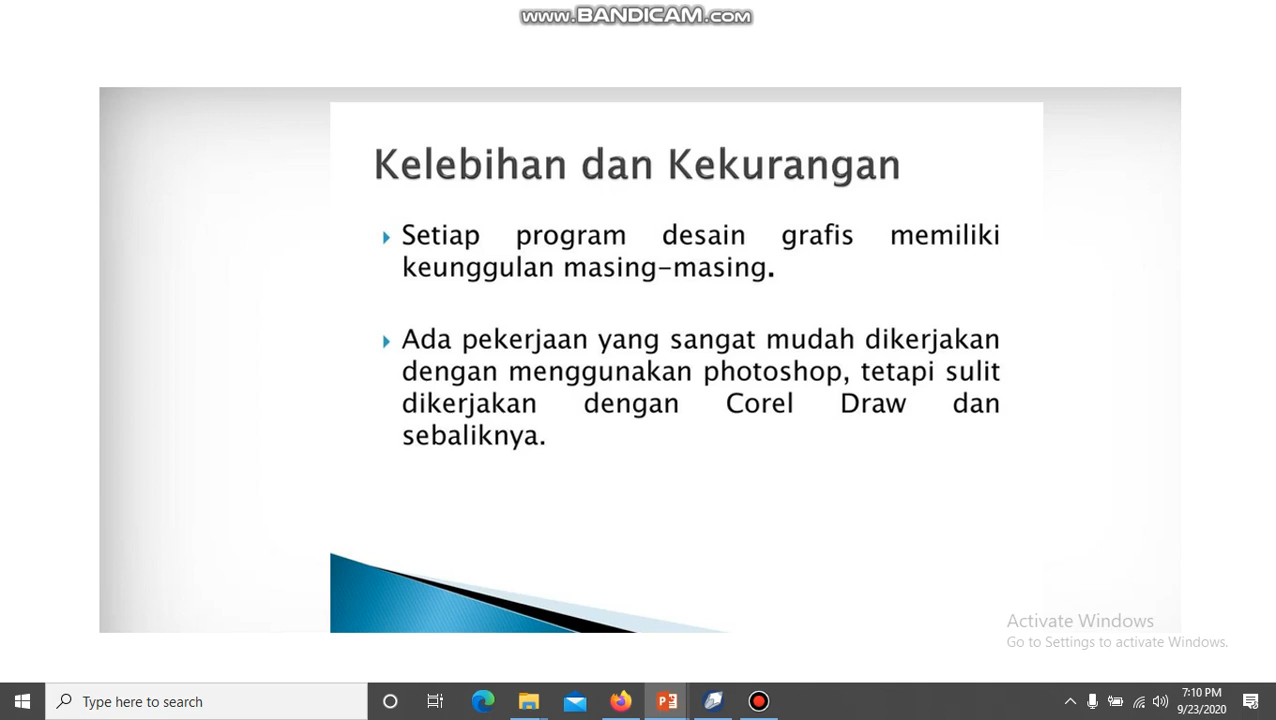 www.BANDICAM.com
Kelebihan dan Kekurangan
Setiap program desain grafis memiliki
keunggulan masing-masing.
Ada pekerjaan yang sangat mudah dikerjakan
dengan menggunakan photoshop, tetapi sulit
dikerjakan dengan Corel Draw dan
sebaliknya.
Activate Windows
Go to Settings to activate Windows.
Type here to search
7:10 PM
9/23/2020